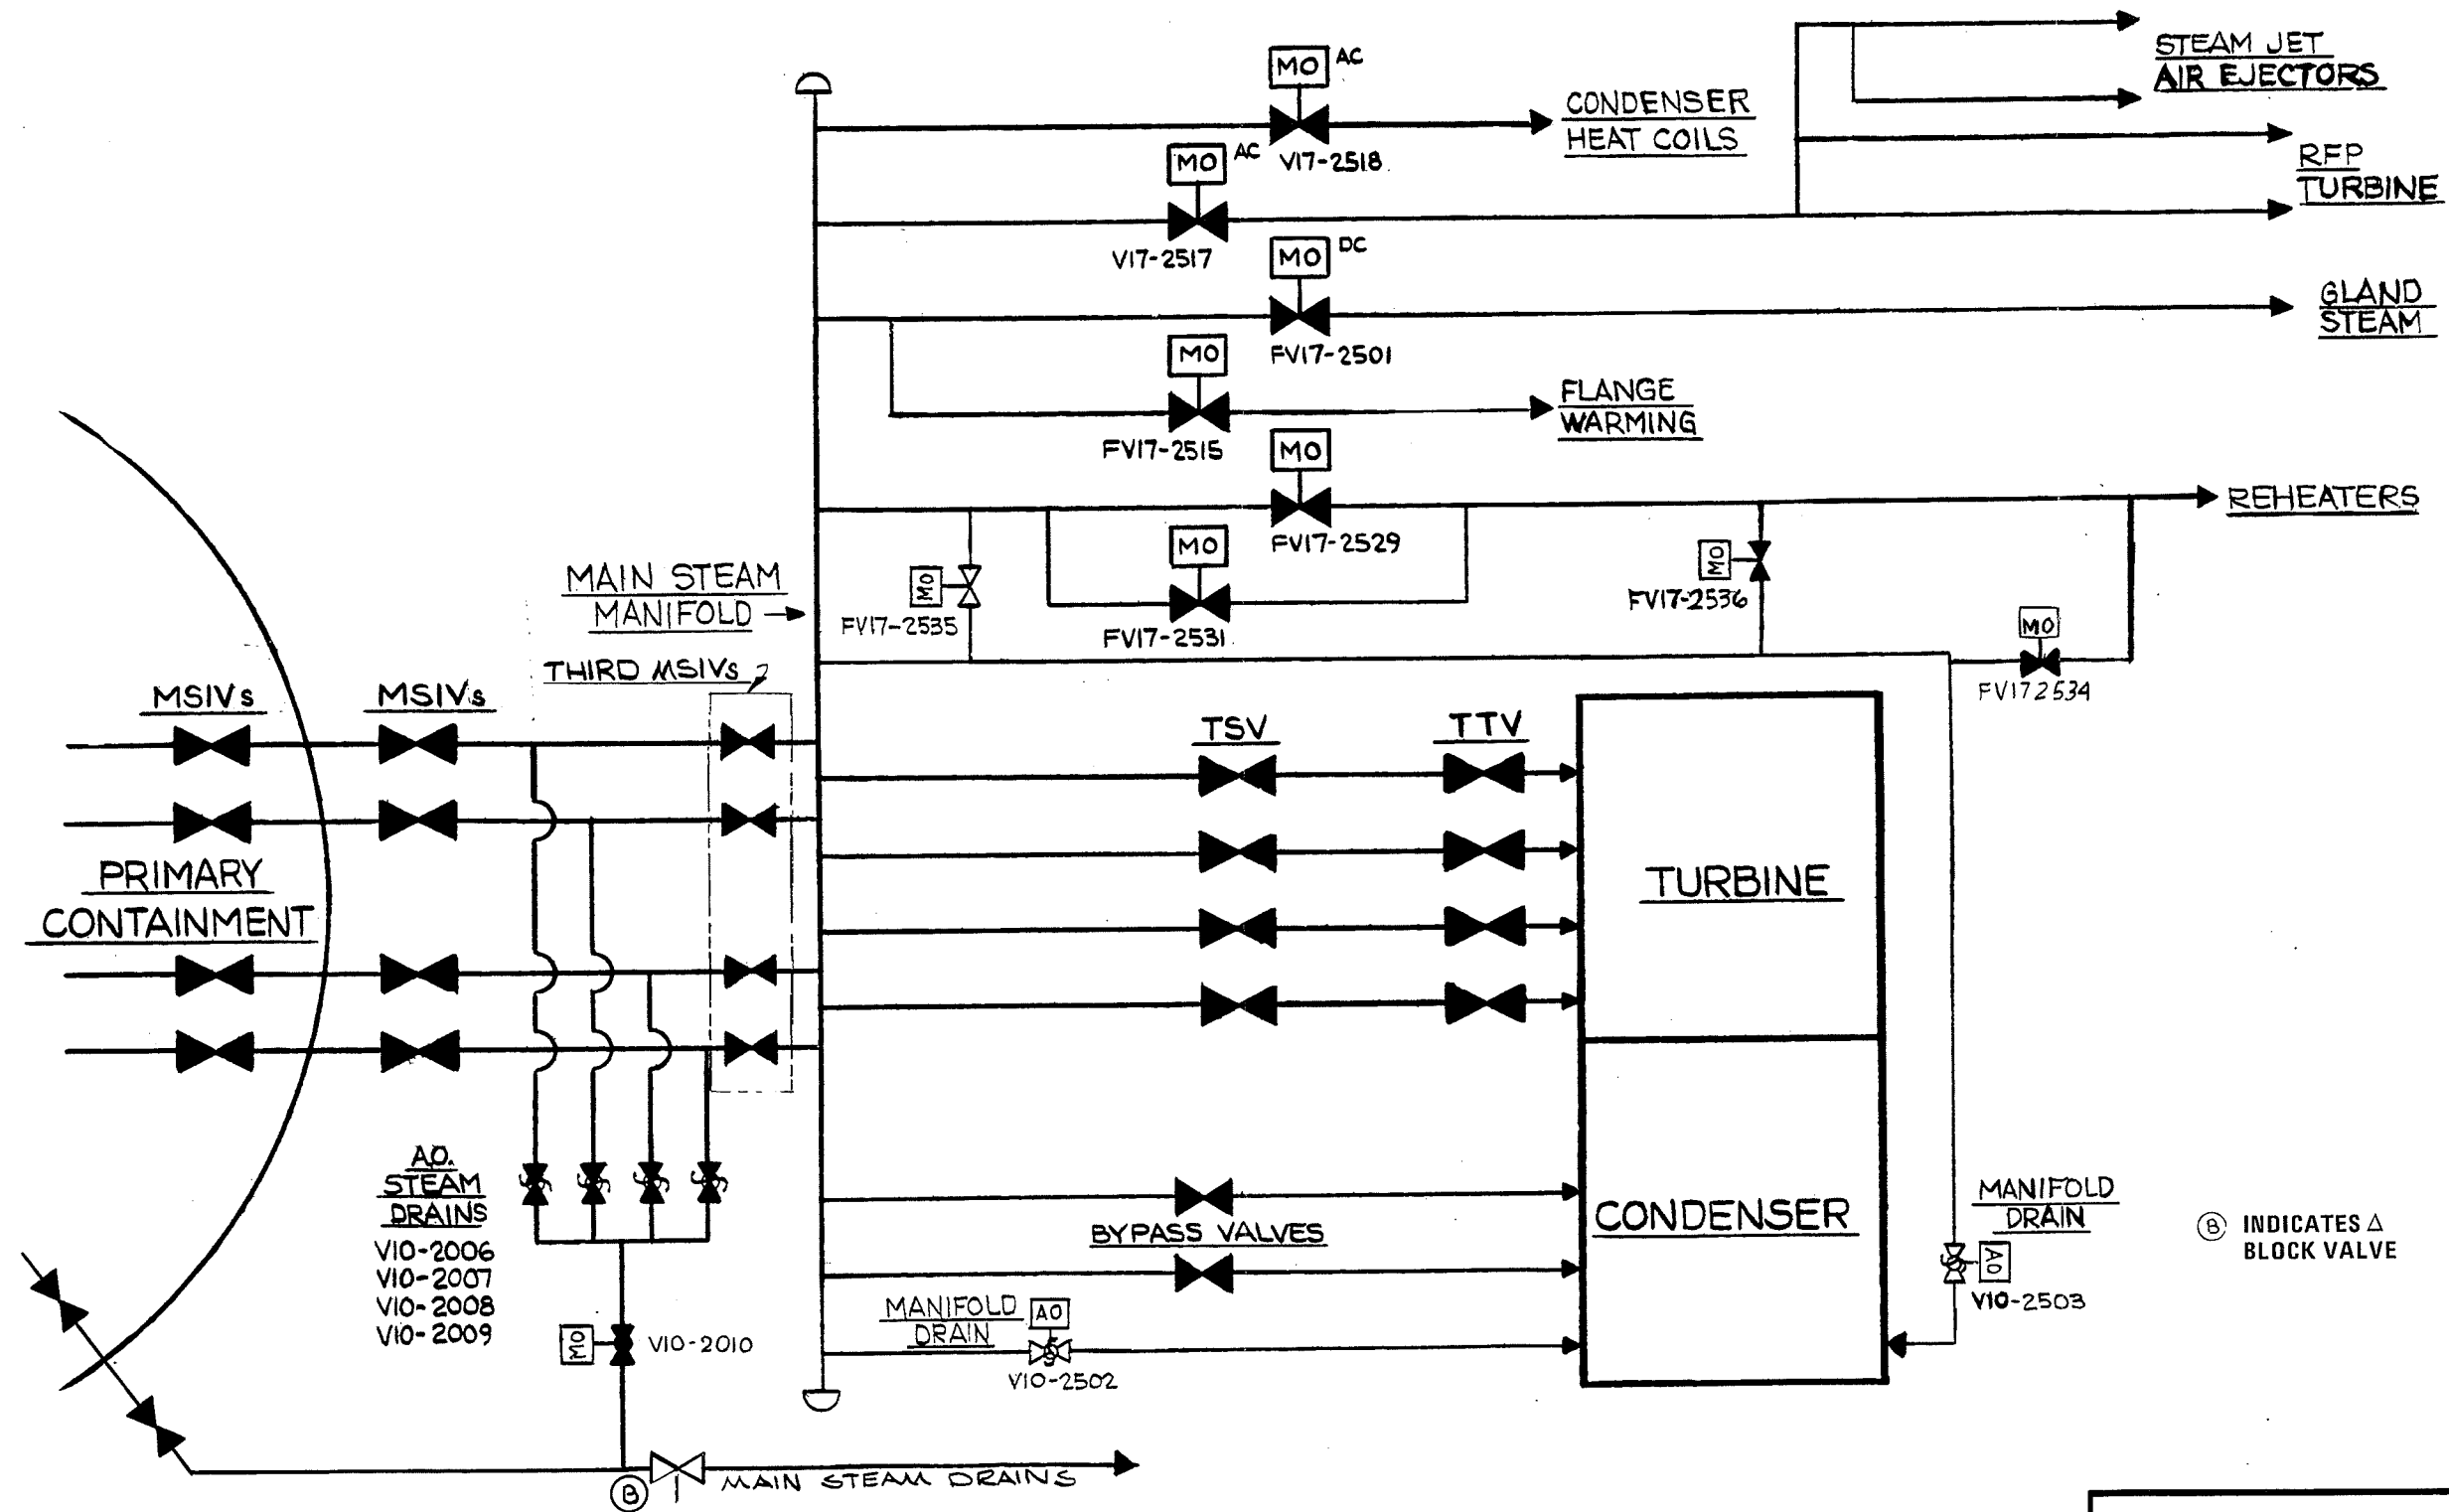 MO AC
CONDENSER
HEAT COILS
V17-2518
STEAM JET
AIR EJECTORS
MO AC
V17-2517
RFP
TURBINE
MO DC
FV17-2501
GLAND
STEAM
MO
FV17-2515
FLANGE
WARMING
MO
FV17-2529
REHEATERS
MO
FV17-2531
MAIN STEAM
MANIFOLD
MO
FV17-2535
MO
FV17-2536
MO
FV172534
THIRD MSIVs
MSIVs
MSIVs
TSV
TTV
PRIMARY
CONTAINMENT
TURBINE
CONDENSER
A.O.
STEAM
DRAINS
V10-2006
V10-2007
V10-2008
V10-2009
MO
V10-2010
BYPASS VALVES
MANIFOLD
DRAIN
AO
V10-2502
MANIFOLD
DRAIN
AO
V10-2503
B INDICATES Δ
BLOCK VALVE
B
MAIN STEAM DRAINS